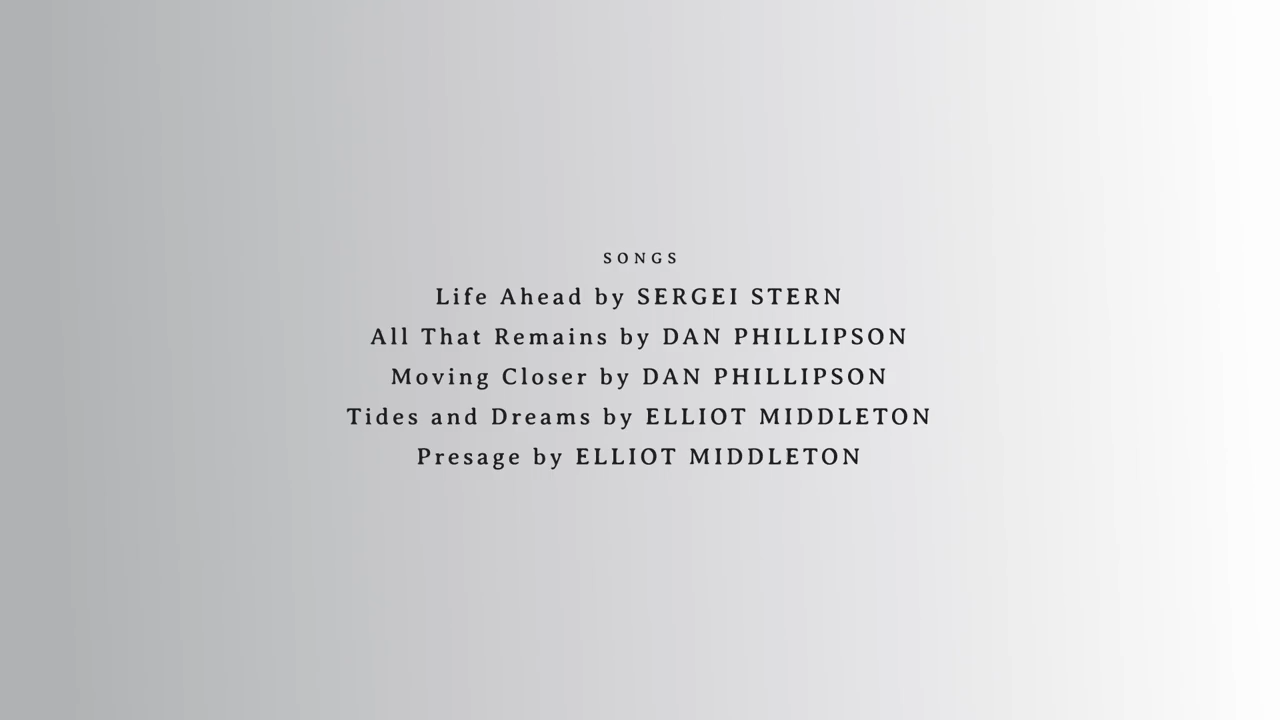 SONGS
Life Ahead by SERGEI STERN
All That Remains by DAN PHILLIPSON
Moving Closer by DAN PHILLIPSON
Tides and Dreams by ELLIOT MIDDLETON
Presage by ELLIOT MIDDLETON